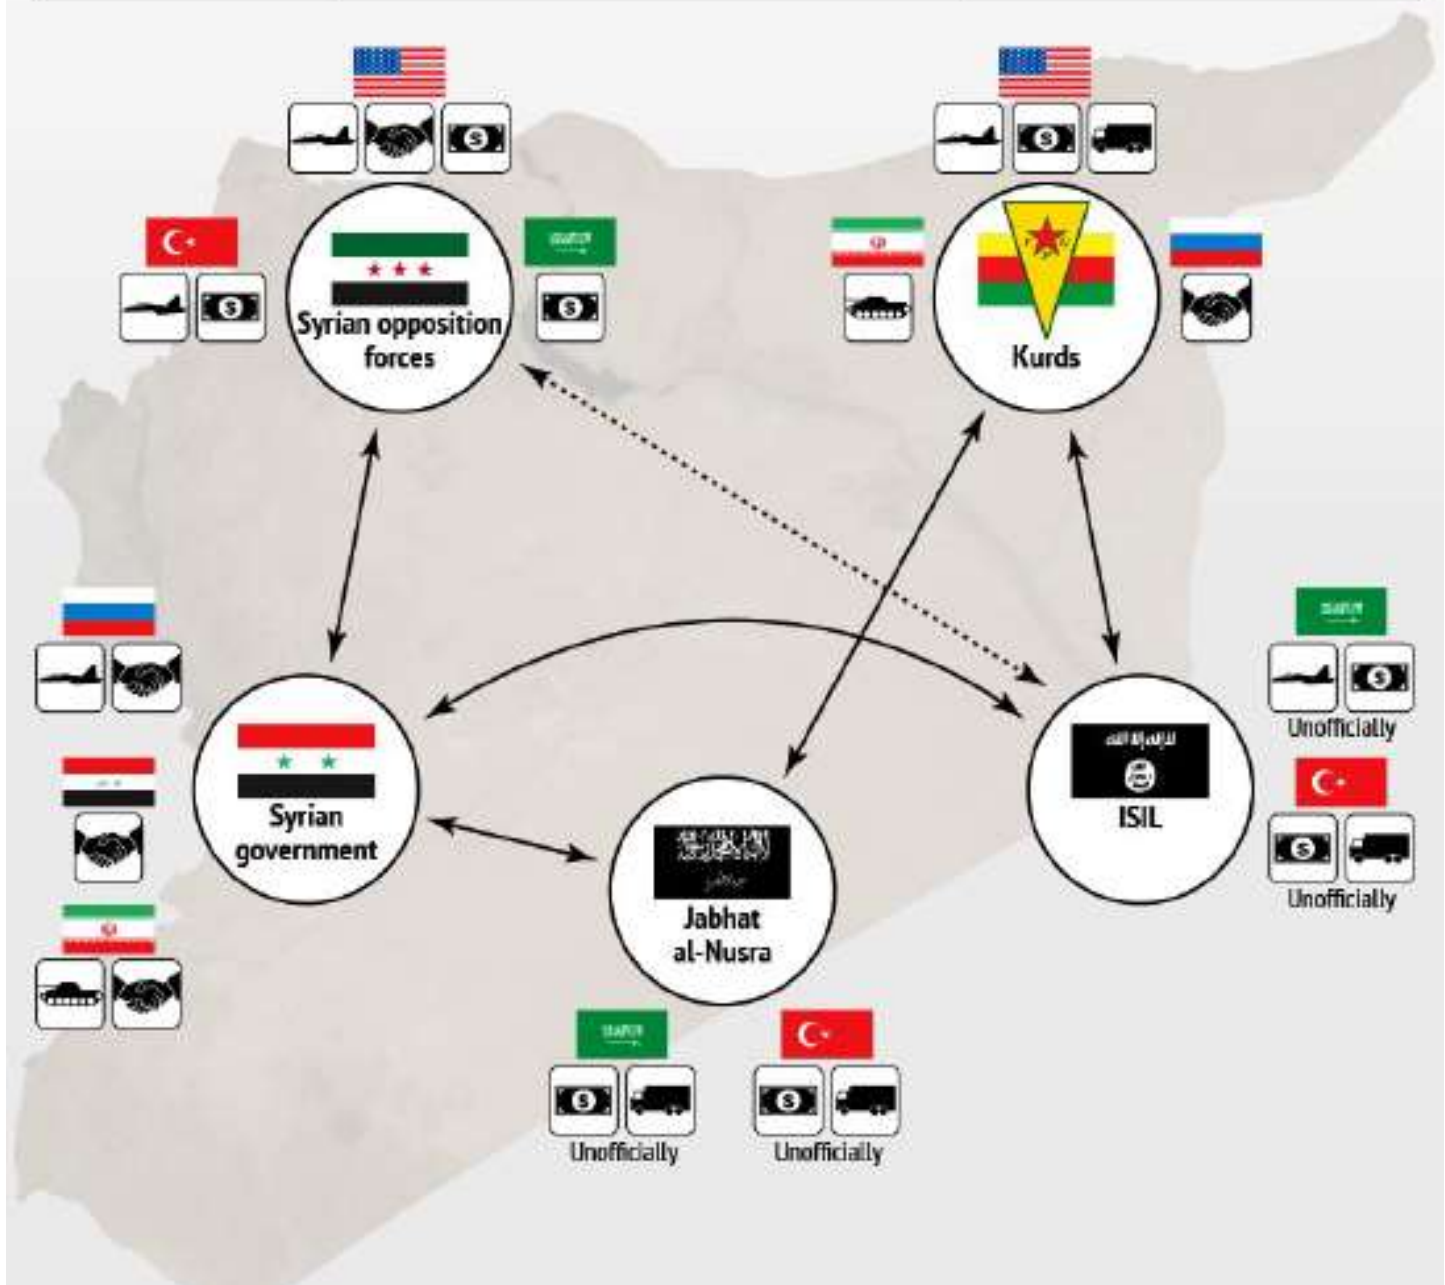 Syrian opposition
forces
Kurds
Syrian
government
ISIL
Unofficially
Unofficially
Jabhat
al-Nusra
Unofficially
Unofficially